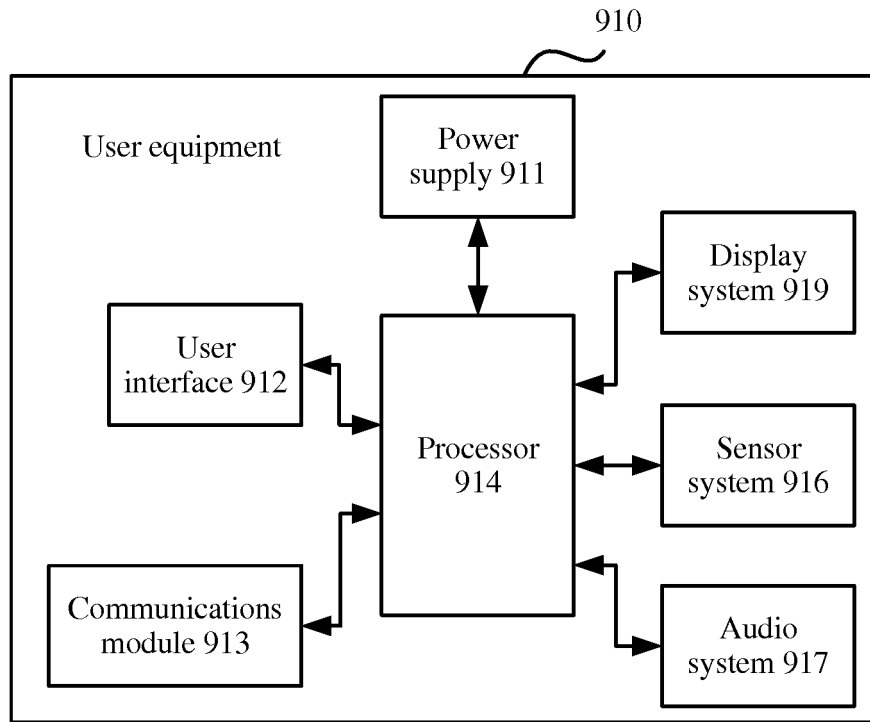 910
User equipment
Power
supply 911
Display
system 919
User
interface 912
Processor
914
Sensor
system 916
Communications
module 913
Audio
system 917